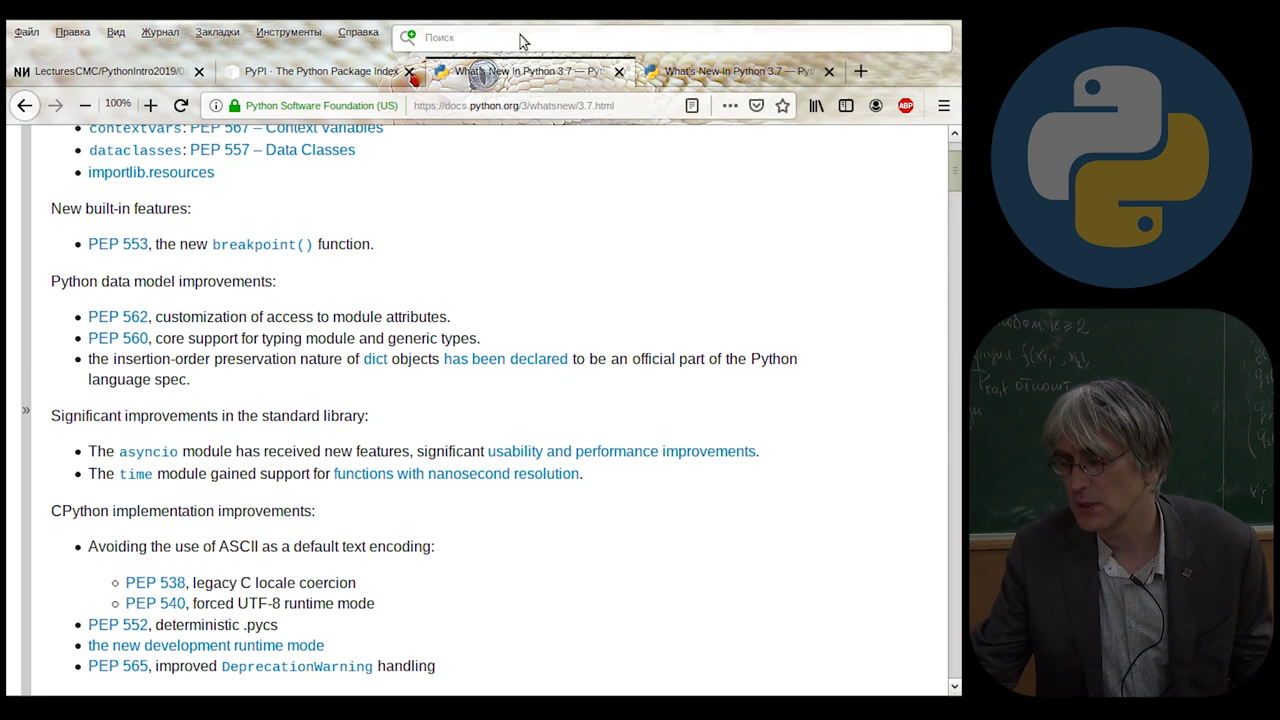 Файл Правка Вид Журнал Закладки Инструменты Справка
Поиск
LecturesCMC/PythonIntro2019/0
PyPI · The Python Package Index
What's New In Python 3.7 — Pyt
What's New In Python 3.7 — Pyt
100%
Python Software Foundation (US)
https://docs.python.org/3/whatsnew/3.7.html
ABP
contextvars: PEP 567 – Context Variables
dataclasses: PEP 557 – Data Classes
importlib.resources
New built-in features:
PEP 553, the new breakpoint() function.
Python data model improvements:
PEP 562, customization of access to module attributes.
PEP 560, core support for typing module and generic types.
the insertion-order preservation nature of dict objects has been declared to be an official part of the Python
language spec.
Significant improvements in the standard library:
The asyncio module has received new features, significant usability and performance improvements.
The time module gained support for functions with nanosecond resolution.
CPython implementation improvements:
Avoiding the use of ASCII as a default text encoding:
PEP 538, legacy C locale coercion
PEP 540, forced UTF-8 runtime mode
PEP 552, deterministic .pycs
the new development runtime mode
PEP 565, improved DeprecationWarning handling
»